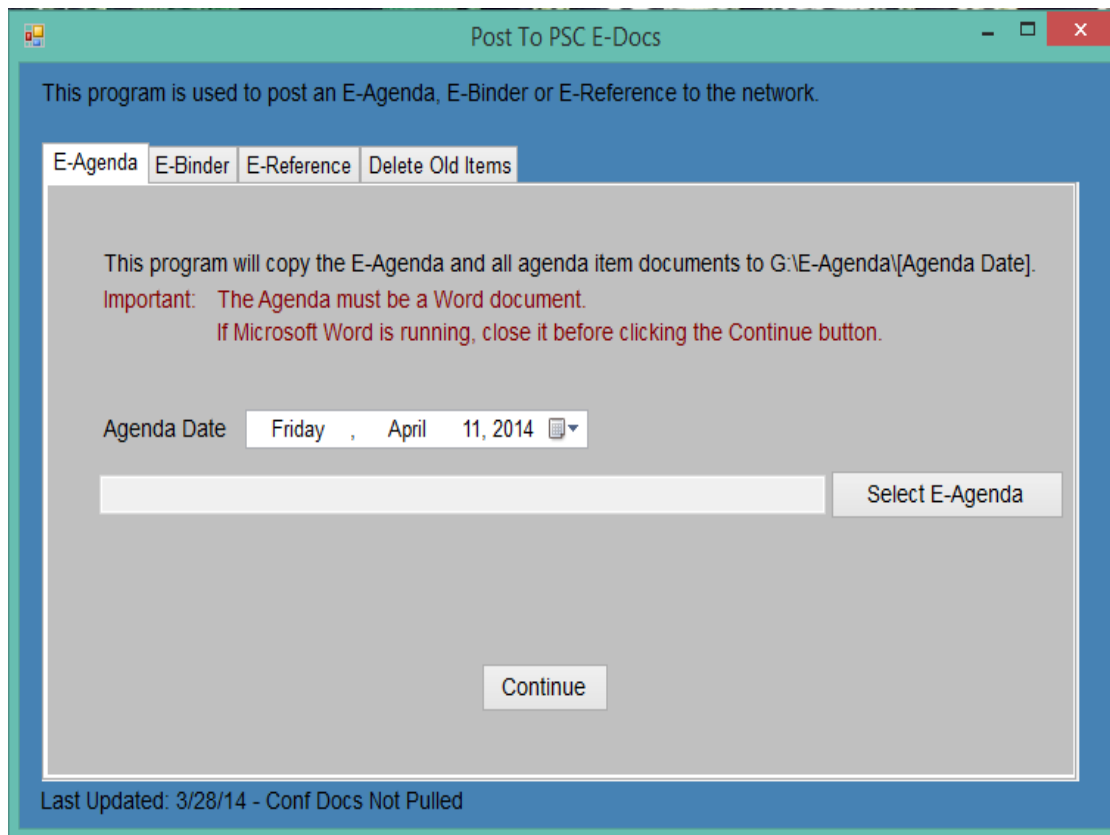 Post To PSC E-Docs
This program is used to post an E-Agenda, E-Binder or E-Reference to the network.
E-Agenda E-Binder E-Reference Delete Old Items
This program will copy the E-Agenda and all agenda item documents to G:\E-Agenda\[Agenda Date].
Important: The Agenda must be a Word document.
If Microsoft Word is running, close it before clicking the Continue button.
Agenda Date Friday , April 11, 2014
Select E-Agenda
Continue
Last Updated: 3/28/14 - Conf Docs Not Pulled